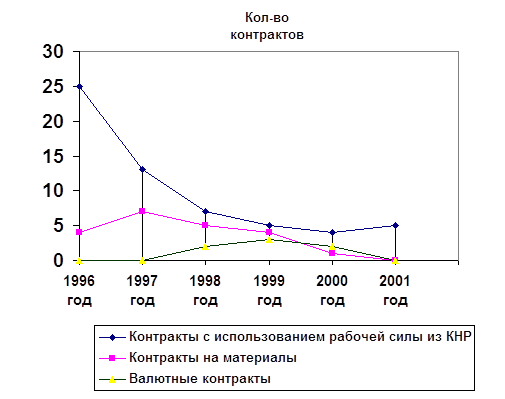 Кол-во
контрактов
30
25
20
15
10
5
0
1996 1997 1998 1999 2000 2001
год год год год год год
Контракты с использованием рабочей силы из КНР
Контракты на материалы
Валютные контракты